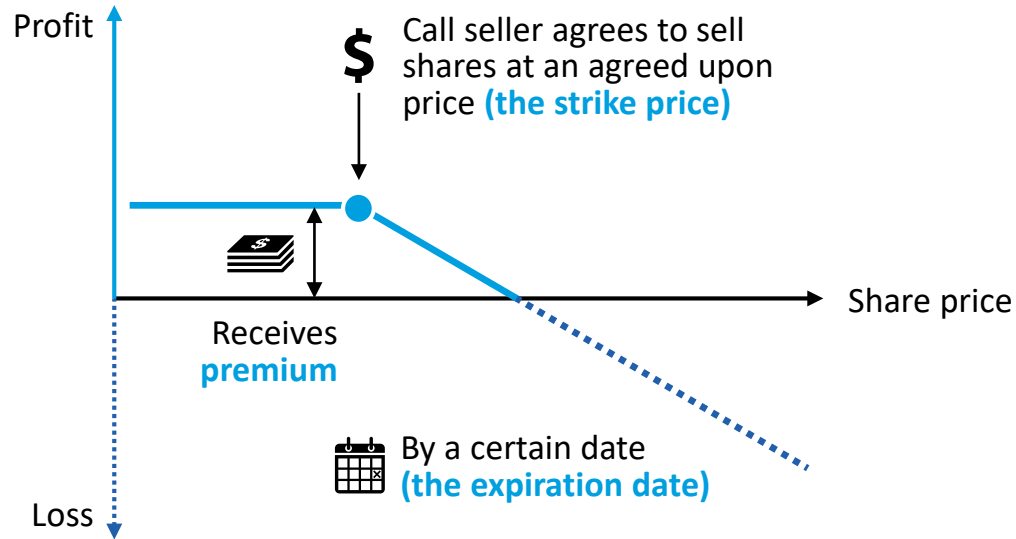 Profit
$
Call seller agrees to sell
shares at an agreed upon
price (the strike price)
$
Share price
Receives
premium
By a certain date
(the expiration date)
Loss